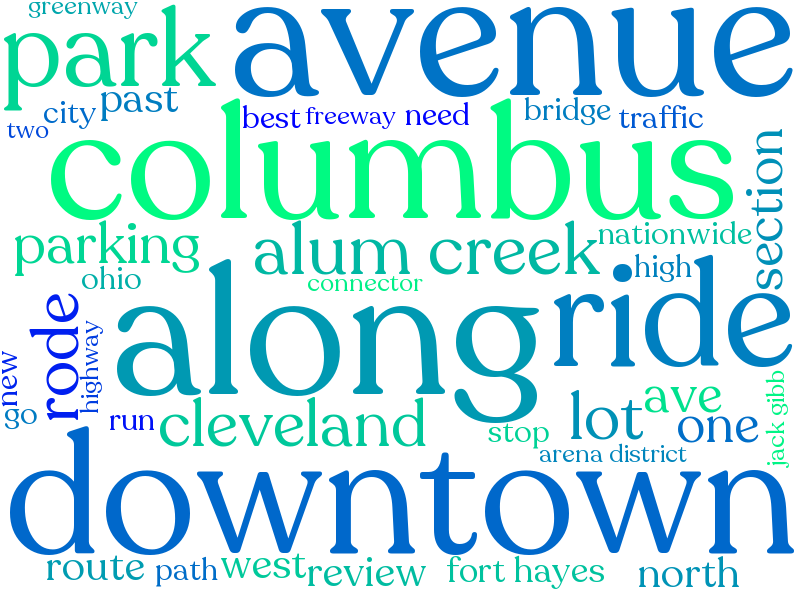 greenway
park
avenue
city
past
two
best
freeway
need
bridge
traffic
columbus
section
parking
alum creek
nationwide
ohio
connector
high
along
ride
rode
highway
new
go
run
cleveland
stop
lot
ave
one
jack gibb
arena district
downtown
route
path
west
review
fort hayes
north